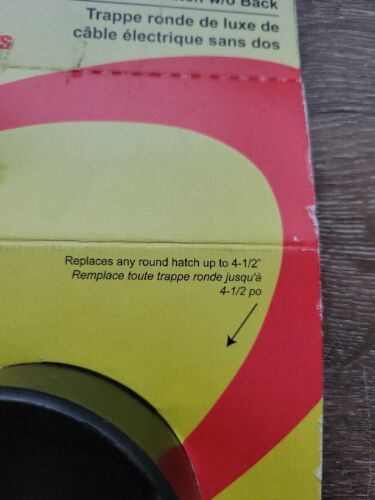 w/o Back
Trappe ronde de luxe de
câble électrique sans dos
Replaces any round hatch up to 4-1/2"
Remplace toute trappe ronde jusqu'à
4-1/2 po